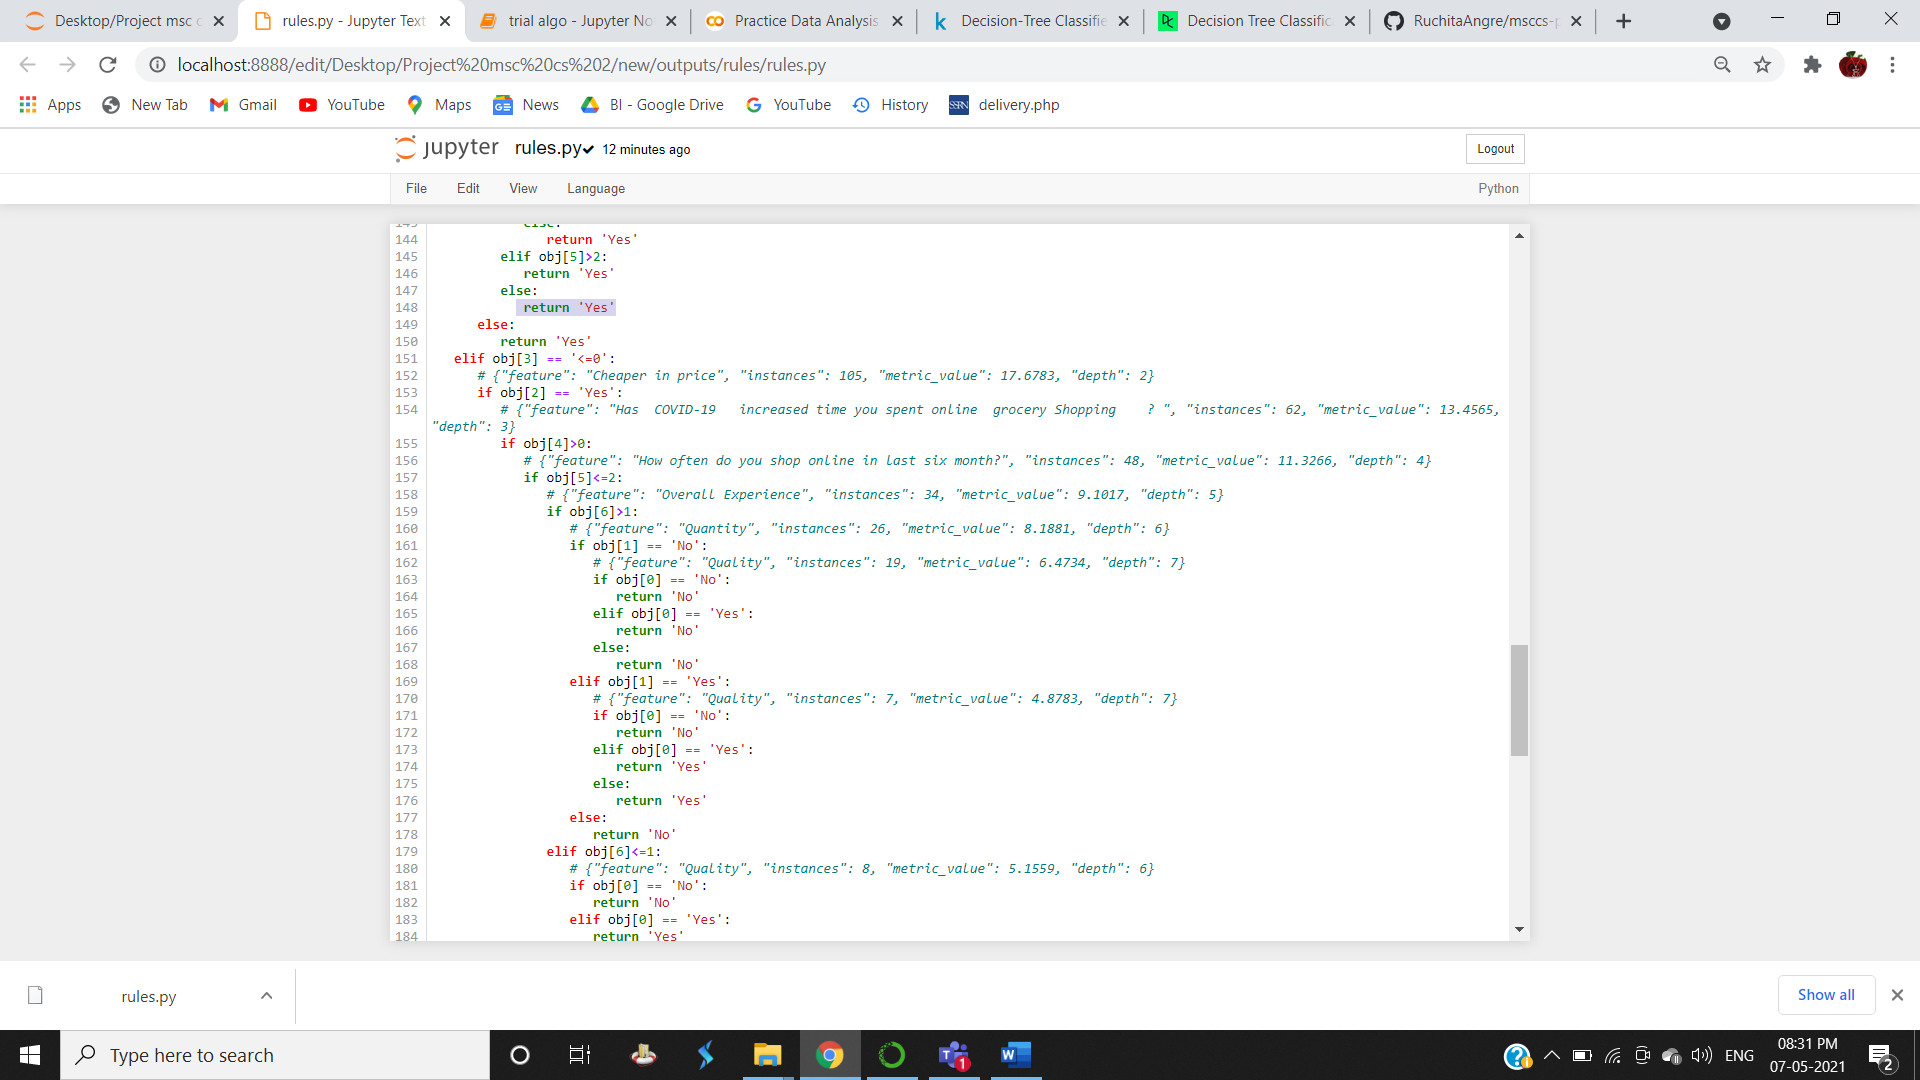 Desktop/Project msc c
rules.py - Jupyter Text
trial algo - Jupyter No
Practice Data Analysis
Decision-Tree Classifie
Decision Tree Classific
RuchitaAngre/msccs-p
localhost:8888/edit/Desktop/Project%20msc%20cs%202/new/outputs/rules/rules.py
Apps
New Tab
Gmail
YouTube
Maps
News
BI - Google Drive
YouTube
History
delivery.php
jupyter rules.py 12 minutes ago
Logout
File Edit View Language Python
143 else:
144 return 'Yes'
145 elif obj[5]>2:
146 return 'Yes'
147 else:
148 return 'Yes'
149 else:
150 return 'Yes'
151 elif obj[3] == '<=0':
152 # {"feature": "Cheaper in price", "instances": 105, "metric_value": 17.6783, "depth": 2}
153 if obj[2] == 'Yes':
154 # {"feature": "Has  COVID-19   increased time you spent online  grocery Shopping    ? ", "instances": 62, "metric_value": 13.4565,
"depth": 3}
155 if obj[4]>0:
156 # {"feature": "How often do you shop online in last six month?", "instances": 48, "metric_value": 11.3266, "depth": 4}
157 if obj[5]<=2:
158 # {"feature": "Overall Experience", "instances": 34, "metric_value": 9.1017, "depth": 5}
159 if obj[6]>1:
160 # {"feature": "Quantity", "instances": 26, "metric_value": 8.1881, "depth": 6}
161 if obj[1] == 'No':
162 # {"feature": "Quality", "instances": 19, "metric_value": 6.4734, "depth": 7}
163 if obj[0] == 'No':
164 return 'No'
165 elif obj[0] == 'Yes':
166 return 'No'
167 else:
168 return 'No'
169 elif obj[1] == 'Yes':
170 # {"feature": "Quality", "instances": 7, "metric_value": 4.8783, "depth": 7}
171 if obj[0] == 'No':
172 return 'No'
173 elif obj[0] == 'Yes':
174 return 'Yes'
175 else:
176 return 'Yes'
177 else:
178 return 'No'
179 elif obj[6]<=1:
180 # {"feature": "Quality", "instances": 8, "metric_value": 5.1559, "depth": 6}
181 if obj[0] == 'No':
182 return 'No'
183 elif obj[0] == 'Yes':
184 return 'Yes'
rules.py
Show all
Type here to search
ENG
08:31 PM
07-05-2021
2